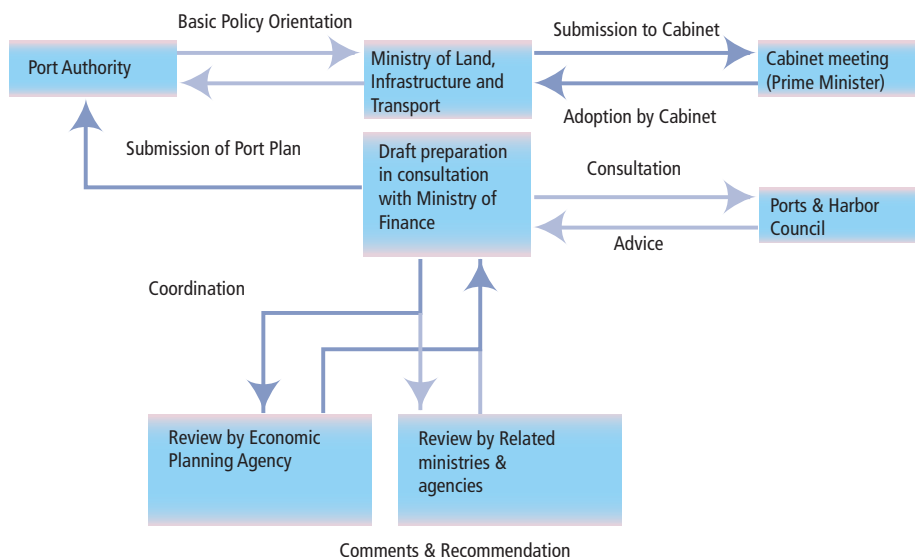 Basic Policy Orientation
Port Authority
Ministry of Land,
Infrastructure and
Transport
Submission to Cabinet
Cabinet meeting
(Prime Minister)
Adoption by Cabinet
Submission of Port Plan
Draft preparation
in consultation
with Ministry of
Finance
Consultation
Ports & Harbor
Council
Advice
Coordination
Review by Economic
Planning Agency
Review by Related
ministries &
agencies
Comments & Recommendation